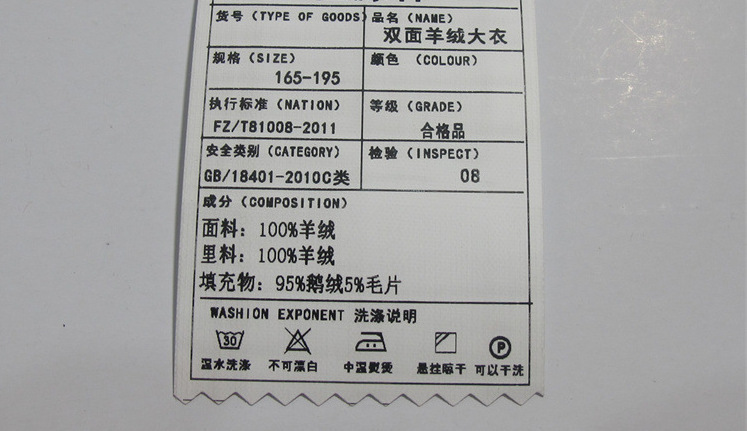 货号（TYPE OF GOODS） 品名（NAME）
双面羊绒大衣
规格（SIZE） 颜色 （COLOUR）
165-195
执行标准（NATION） 等级（GRADE）
FZ/T81008-2011 合格品
安全类别（CATEGORY） 检验（INSPECT）
GB/18401-2010C类 08
成分（COMPOSITION）
面料：100%羊绒
里料：100%羊绒
填充物：95%鹅绒5%毛片
WASHION EXPONENT 洗涤说明
30 P
温水洗涤 不可漂白 中温熨烫 悬挂晾干 可以干洗